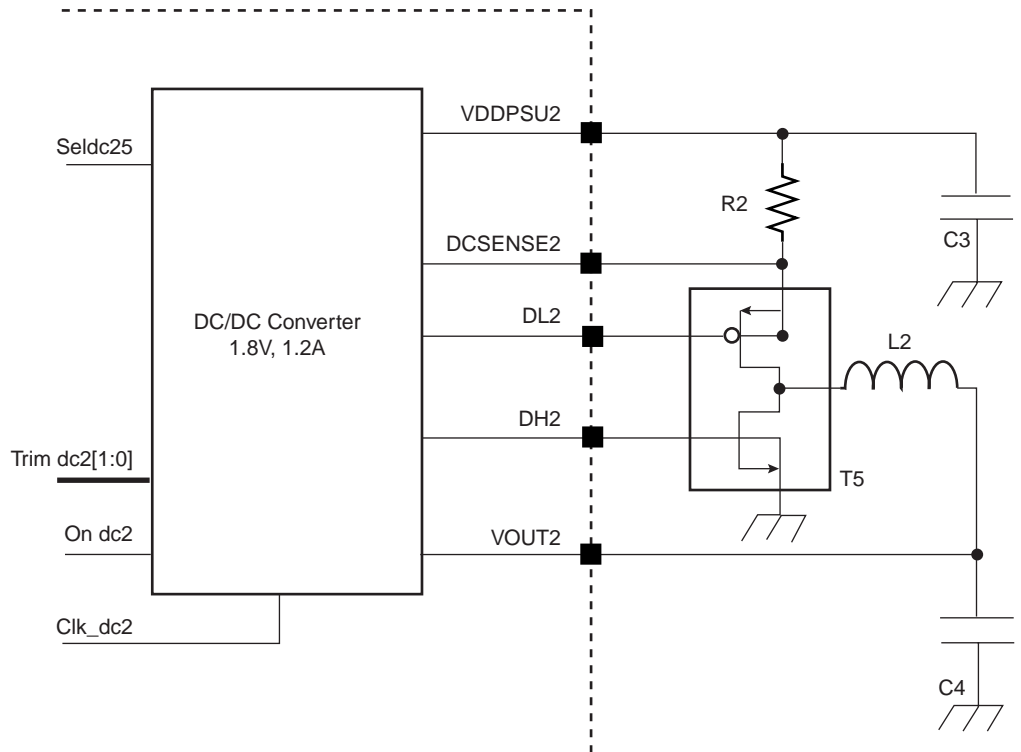 VDDPSU2
Seldc25
R2
DCSENSE2
C3
DL2
DC/DC Converter
1.8V, 1.2A
L2
DH2
Trim dc2[1:0]
T5
On dc2
VOUT2
Clk_dc2
C4